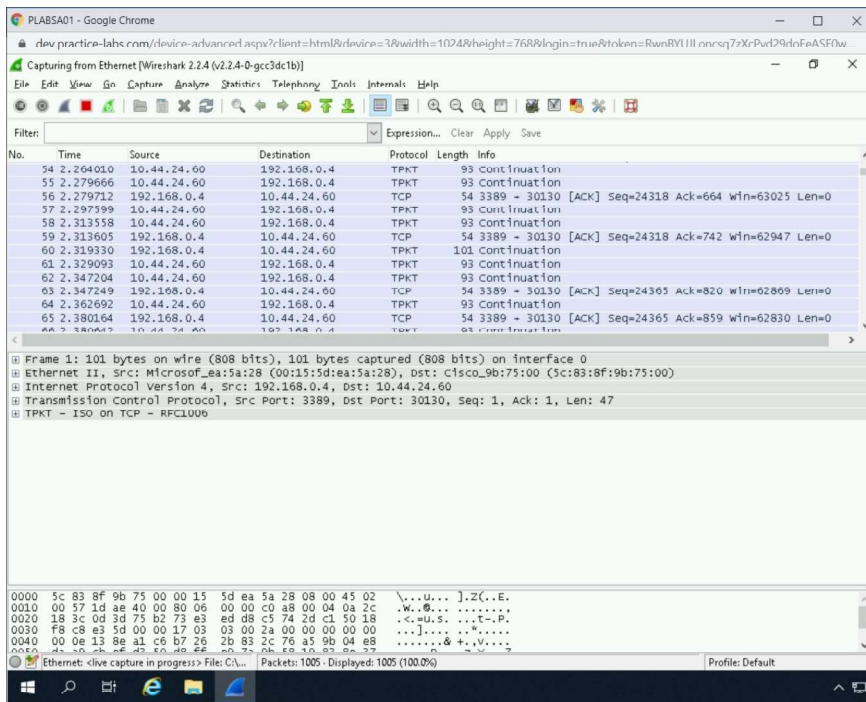 PLABSA01 - Google Chrome
dev.practice-labs.com/device-advanced.aspx?client=html&device=3&width=1024&height=768&login=true&token=
Capturing from Ethernet [Wireshark 2.2.4 (v2.2.4-0-gcc3dc1b)]
File Edit View Go Capture Analyze Statistics Telephony Tools Internals Help
Filter: Expression... Clear Apply Save
No. Time Source Destination Protocol Length Info
54 2.264010 10.44.24.60 192.168.0.4 TPKT 93 Continuation
55 2.279666 10.44.24.60 192.168.0.4 TPKT 93 Continuation
56 2.279712 192.168.0.4 10.44.24.60 TCP 54 3389 → 30130 [ACK] Seq=24318 Ack=664 Win=63025 Len=0
57 2.297599 10.44.24.60 192.168.0.4 TPKT 93 Continuation
58 2.313558 10.44.24.60 192.168.0.4 TPKT 93 Continuation
59 2.313605 192.168.0.4 10.44.24.60 TCP 54 3389 → 30130 [ACK] Seq=24318 Ack=742 Win=62947 Len=0
60 2.319330 10.44.24.60 192.168.0.4 TPKT 101 Continuation
61 2.329093 10.44.24.60 192.168.0.4 TPKT 93 Continuation
62 2.347204 10.44.24.60 192.168.0.4 TPKT 93 Continuation
63 2.347249 192.168.0.4 10.44.24.60 TCP 54 3389 → 30130 [ACK] Seq=24365 Ack=820 Win=62869 Len=0
64 2.362692 10.44.24.60 192.168.0.4 TPKT 93 Continuation
65 2.380164 192.168.0.4 10.44.24.60 TCP 54 3389 → 30130 [ACK] Seq=24365 Ack=859 Win=62830 Len=0
66 2.380642 10.44.24.60 192.168.0.4 TPKT 93 Continuation
Frame 1: 101 bytes on wire (808 bits), 101 bytes captured (808 bits) on interface 0
Ethernet II, Src: Microsof_ea:5a:28 (00:15:5d:ea:5a:28), Dst: Cisco_9b:75:00 (5c:83:8f:9b:75:00)
Internet Protocol Version 4, Src: 192.168.0.4, Dst: 10.44.24.60
Transmission Control Protocol, Src Port: 3389, Dst Port: 30130, Seq: 1, Ack: 1, Len: 47
TPKT - ISO on TCP - RFC1006
0000 5c 83 8f 9b 75 00 00 15 5d ea 5a 28 08 00 45 02 \...u... ].Z(..E.
0010 00 57 1d ae 40 00 80 06 00 00 c0 a8 00 04 0a 2c .W..@... .......,
0020 18 3c 0d 3d 75 b2 73 e3 ed d8 c5 74 2d c1 50 18 .<.=u.s. ...t-.P.
0030 f8 c8 e3 5d 00 00 17 03 03 00 2a 00 00 00 00 00 ...].... ..*.....
0040 00 0e 13 8e a1 c6 b7 26 2b 83 2c 76 a5 9b 04 e8 .......& +.,v....
Ethernet: <live capture in progress> File: C:\... Packets: 1005 · Displayed: 1005 (100.0%) Profile: Default